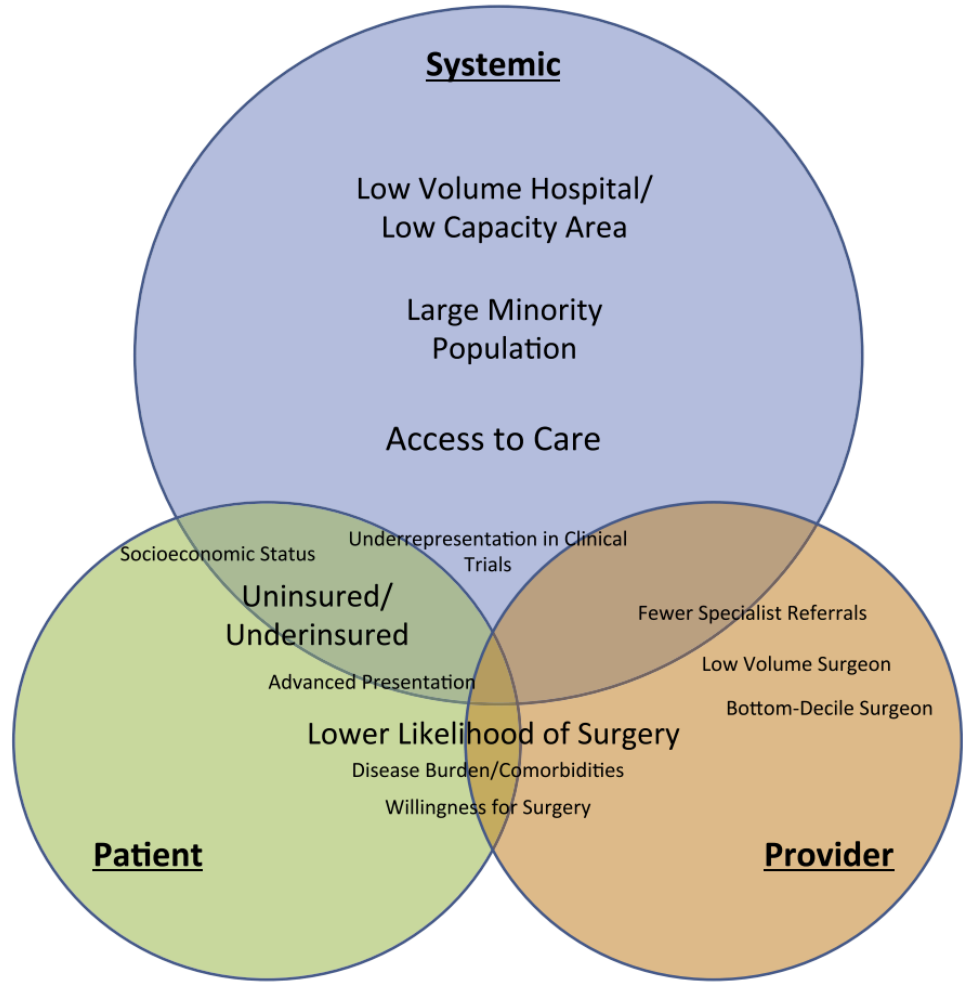 Systemic
Low Volume Hospital/
Low Capacity Area
Large Minority
Population
Access to Care
Underrepresentation in Clinical
Trials
Socioeconomic Status
Uninsured/
Underinsured
Advanced Presentation
Fewer Specialist Referrals
Low Volume Surgeon
Bottom-Decile Surgeon
Lower Likelihood of Surgery
Disease Burden/Comorbidities
Willingness for Surgery
Patient
Provider